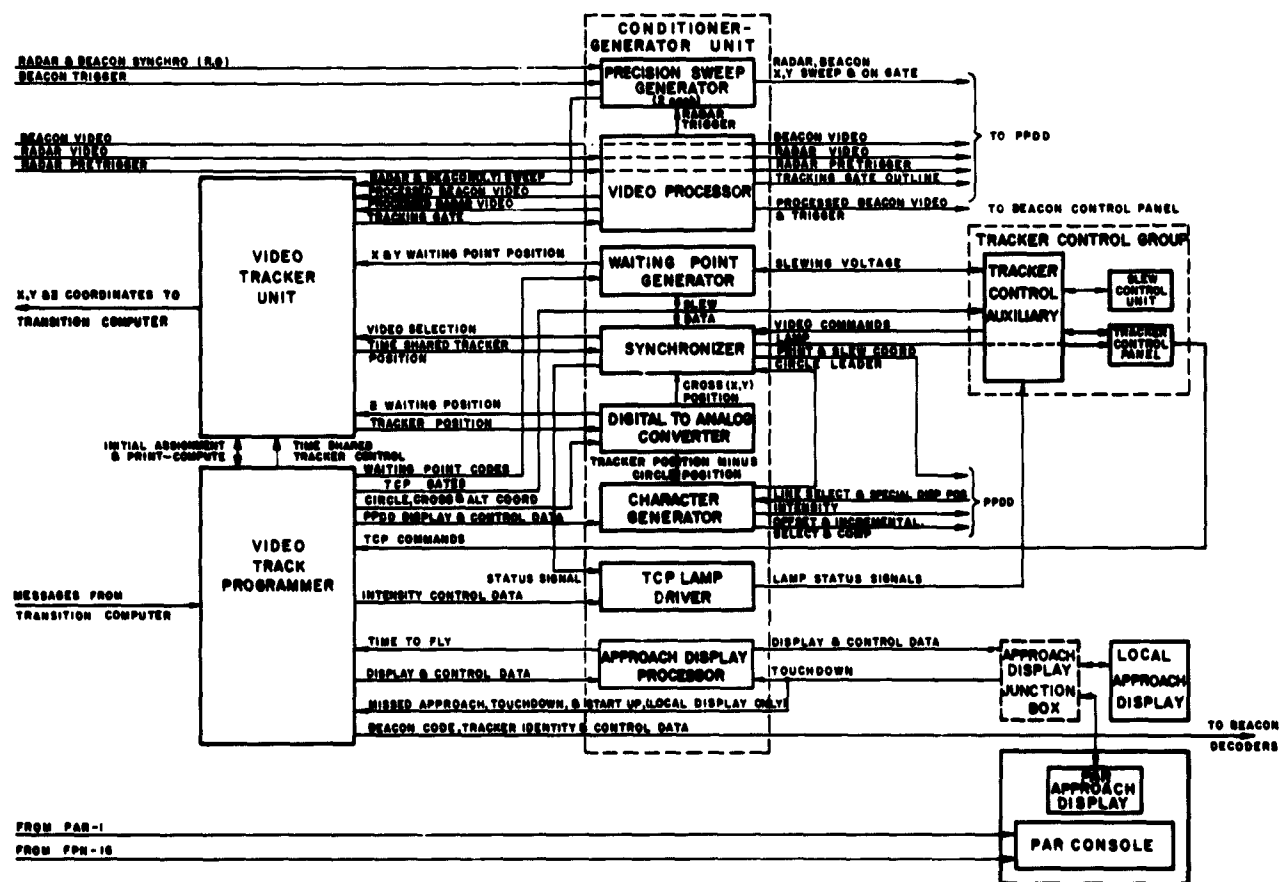 CONDITIONER-
GENERATOR UNIT
RADAR & BEACON SYNCHRO (R,θ)
BEACON TRIGGER
PRECISION SWEEP
GENERATOR
RADAR, BEACON
X,Y SWEEP & ON GATE
RADAR
TRIGGER
TO PPDD
BEACON VIDEO
RADAR VIDEO
RADAR PRETRIGGER
BEACON VIDEO
RADAR VIDEO
RADAR PRETRIGGER
TRACKING GATE OUTLINE
VIDEO PROCESSOR
PROCESSED BEACON VIDEO
& TRIGGER
TO BEACON CONTROL PANEL
RADAR & BEACON X,Y SWEEP
PROCESSED BEACON VIDEO
PROCESSED RADAR VIDEO
TRACKING GATE
VIDEO
TRACKER
UNIT
X & Y WAITING POINT POSITION
WAITING POINT
GENERATOR
SLEWING VOLTAGE
TRACKER CONTROL GROUP
TRACKER
CONTROL
AUXILIARY
SLEW
CONTROL
UNIT
TRACKER
CONTROL
PANEL
X,Y & Z COORDINATES TO
TRANSITION COMPUTER
SLEW
DATA
VIDEO SELECTION
TIME SHARED TRACKER
POSITION
SYNCHRONIZER
VIDEO COMMANDS
LAMP
PRINT & SLEW COORD
CIRCLE LEADER
CROSS (X,Y)
POSITION
Z WAITING POSITION
TRACKER POSITION
DIGITAL TO ANALOG
CONVERTER
INITIAL ASSIGNMENT
& PRINT-COMPUTE
TIME SHARED
TRACKER CONTROL
TRACKER POSITION MINUS
CIRCLE POSITION
WAITING POINT CODES
TCP GATES
CIRCLE, CROSS & ALT COORD
PPDD DISPLAY & CONTROL DATA
CHARACTER
GENERATOR
LINE SELECT & SPECIAL DISP POS
INTENSITY
OFFSET & INCREMENTAL
SELECT & COMP
PPDD
TCP COMMANDS
VIDEO
TRACK
PROGRAMMER
STATUS SIGNAL
TCP LAMP
DRIVER
LAMP STATUS SIGNALS
MESSAGES FROM
TRANSITION COMPUTER
INTENSITY CONTROL DATA
TIME TO FLY
DISPLAY & CONTROL DATA
APPROACH DISPLAY
PROCESSOR
DISPLAY & CONTROL DATA
TOUCHDOWN
APPROACH
DISPLAY
JUNCTION
BOX
LOCAL
APPROACH
DISPLAY
MISSED APPROACH, TOUCHDOWN, & START UP, (LOCAL DISPLAY ONLY)
BEACON CODE, TRACKER IDENTITY & CONTROL DATA
TO BEACON
DECODERS
PAR
APPROACH
DISPLAY
FROM PAR-1
FROM FPN-16
PAR CONSOLE